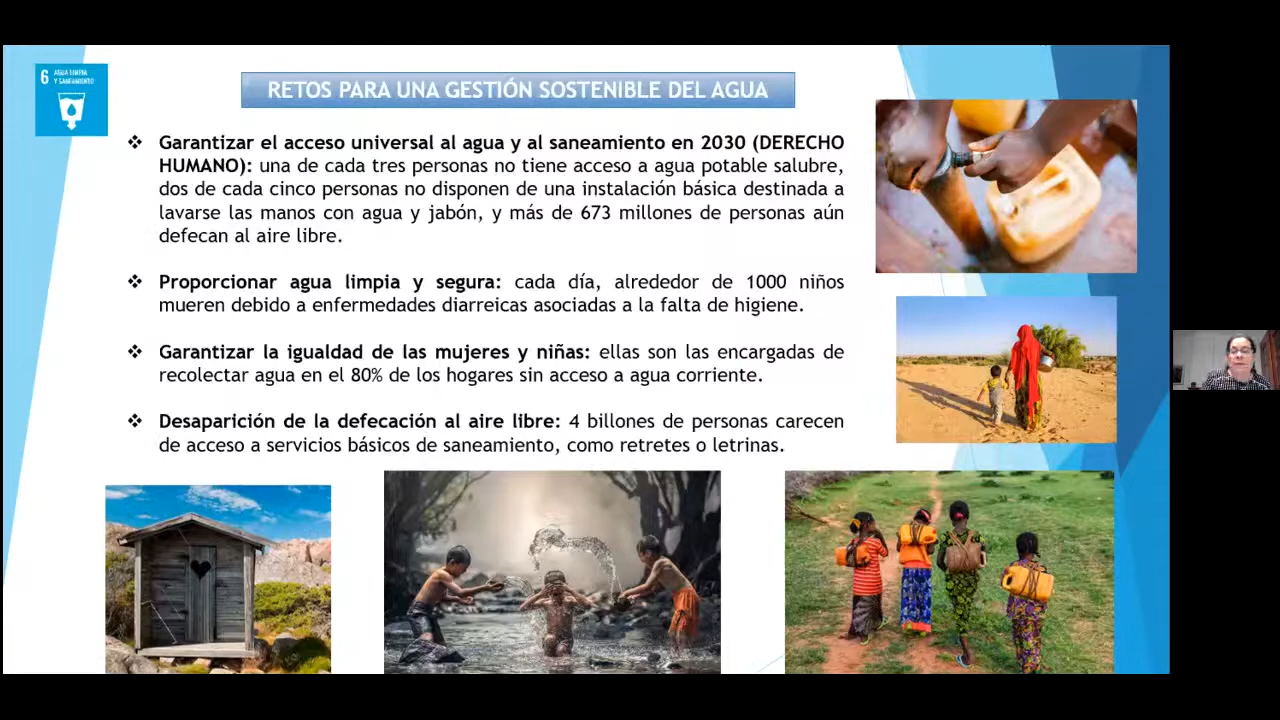 6 AGUA LIMPIA
Y SANEAMIENTO
RETOS PARA UNA GESTIÓN SOSTENIBLE DEL AGUA
❖ Garantizar el acceso universal al agua y al saneamiento en 2030 (DERECHO
HUMANO): una de cada tres personas no tiene acceso a agua potable salubre,
dos de cada cinco personas no disponen de una instalación básica destinada a
lavarse las manos con agua y jabón, y más de 673 millones de personas aún
defecan al aire libre.
❖ Proporcionar agua limpia y segura: cada día, alrededor de 1000 niños
mueren debido a enfermedades diarreicas asociadas a la falta de higiene.
❖ Garantizar la igualdad de las mujeres y niñas: ellas son las encargadas de
recolectar agua en el 80% de los hogares sin acceso a agua corriente.
❖ Desaparición de la defecación al aire libre: 4 billones de personas carecen
de acceso a servicios básicos de saneamiento, como retretes o letrinas.